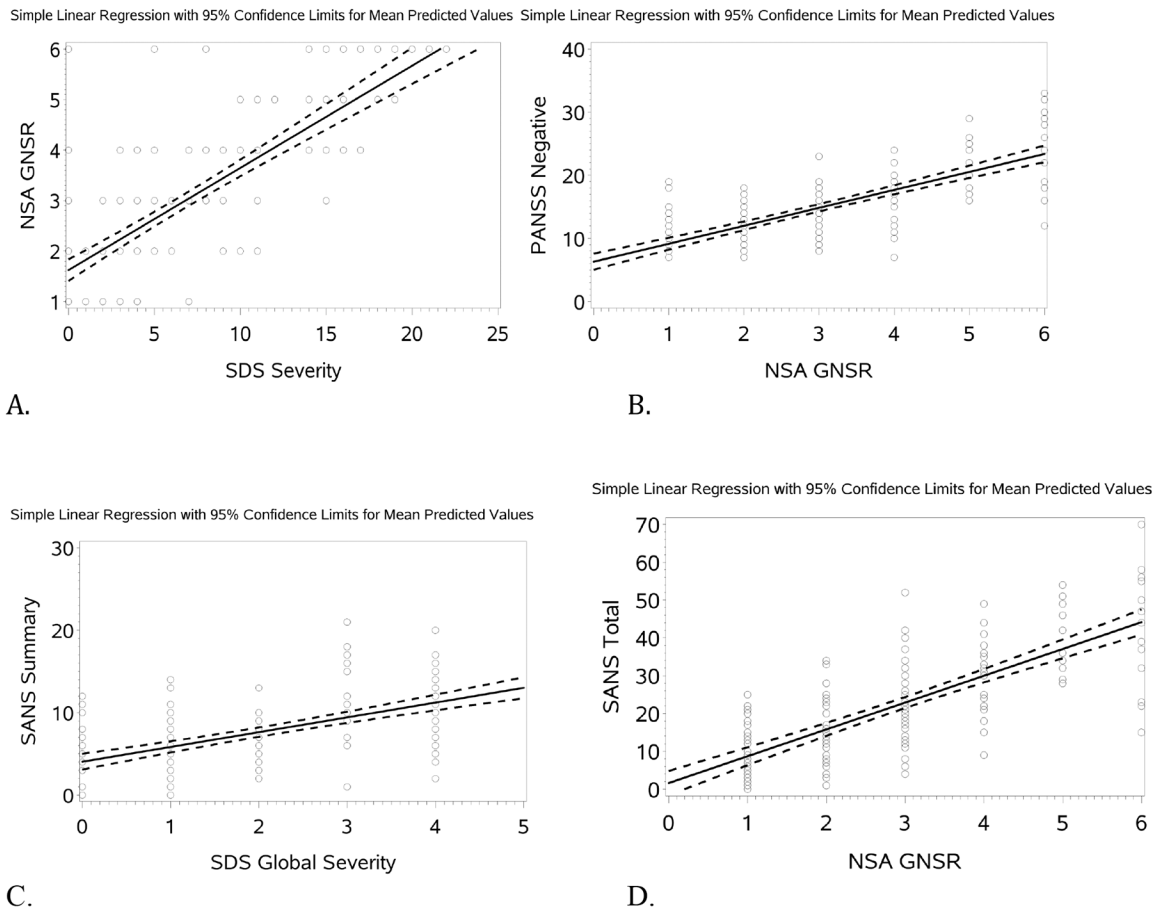 Simple Linear Regression with 95% Confidence Limits for Mean Predicted Values
6
5
4
3
2
1
NSA GNSR
0 5 10 15 20 25
SDS Severity
A.
Simple Linear Regression with 95% Confidence Limits for Mean Predicted Values
40
30
20
10
0
PANSS Negative
0 1 2 3 4 5 6
NSA GNSR
B.
Simple Linear Regression with 95% Confidence Limits for Mean Predicted Values
30
20
10
0
SANS Summary
0 1 2 3 4 5
SDS Global Severity
C.
Simple Linear Regression with 95% Confidence Limits for Mean Predicted Values
70
60
50
40
30
20
10
0
SANS Total
0 1 2 3 4 5 6
NSA GNSR
D.